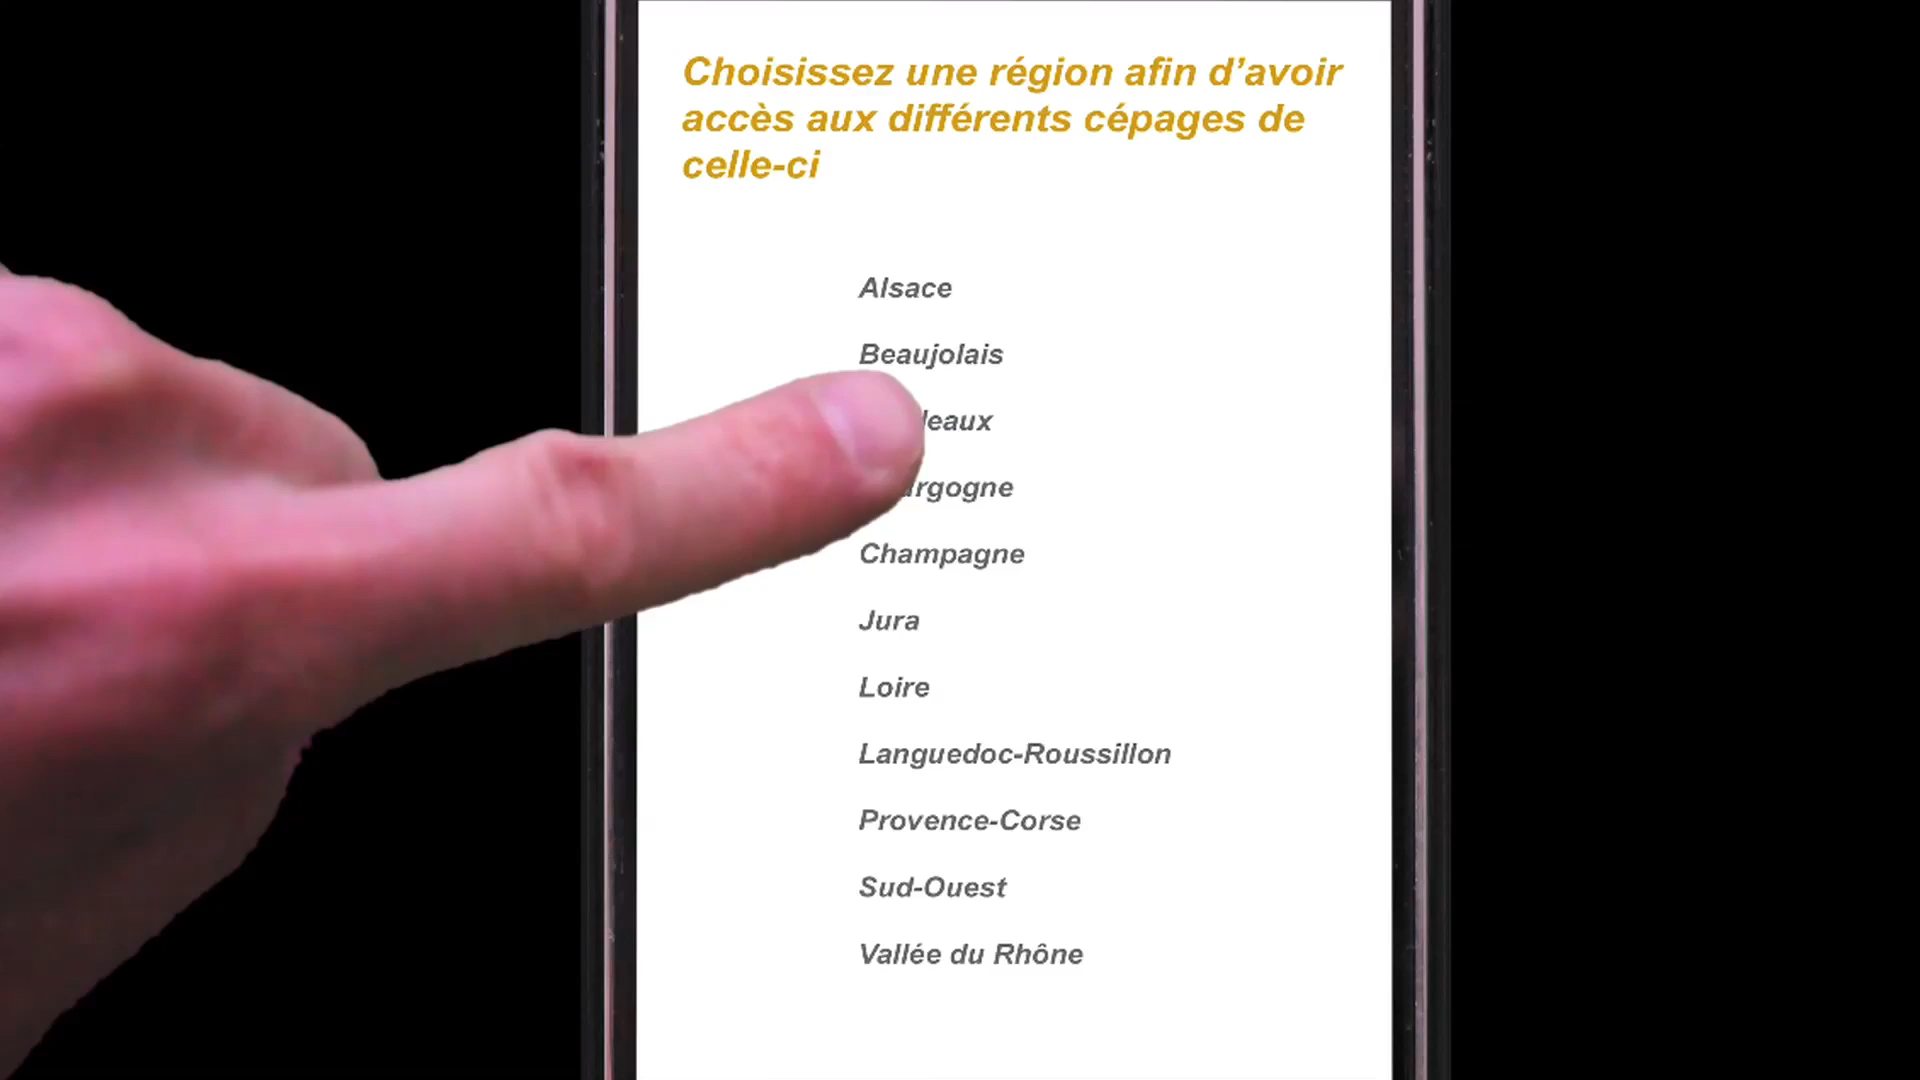 Choisissez une région afin d’avoir
accès aux différents cépages de
celle-ci
Alsace
Beaujolais
Champagne
Jura
Loire
Languedoc-Roussillon
Provence-Corse
Sud-Ouest
Vallée du Rhône